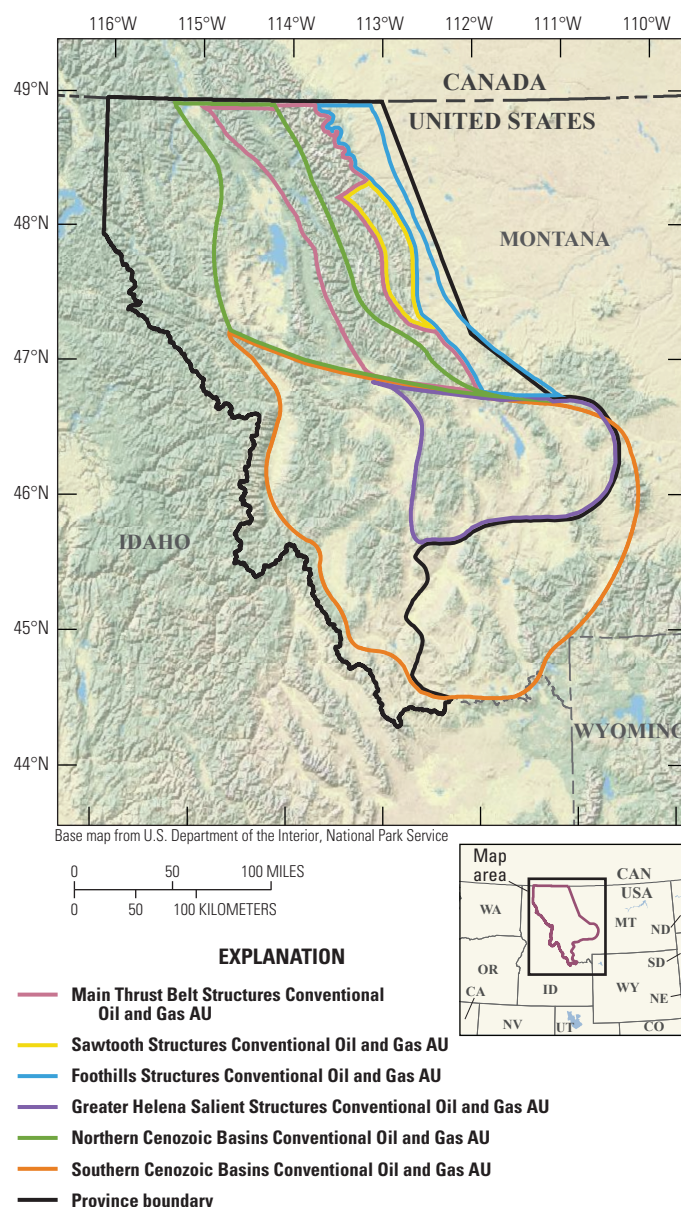 116°W 115°W 114°W 113°W 112°W 111°W 110°W
49°N
CANADA
UNITED STATES
48°N
MONTANA
47°N
46°N
IDAHO
45°N
WYOMING
44°N
Base map from U.S. Department of the Interior, National Park Service
0 50 100 MILES
0 50 100 KILOMETERS
Map
area
CAN
USA
WA
MT
ND
OR
SD
ID
WY
CA
NE
NV
UT
CO
EXPLANATION
Main Thrust Belt Structures Conventional
Oil and Gas AU
Sawtooth Structures Conventional Oil and Gas AU
Foothills Structures Conventional Oil and Gas AU
Greater Helena Salient Structures Conventional Oil and Gas AU
Northern Cenozoic Basins Conventional Oil and Gas AU
Southern Cenozoic Basins Conventional Oil and Gas AU
Province boundary